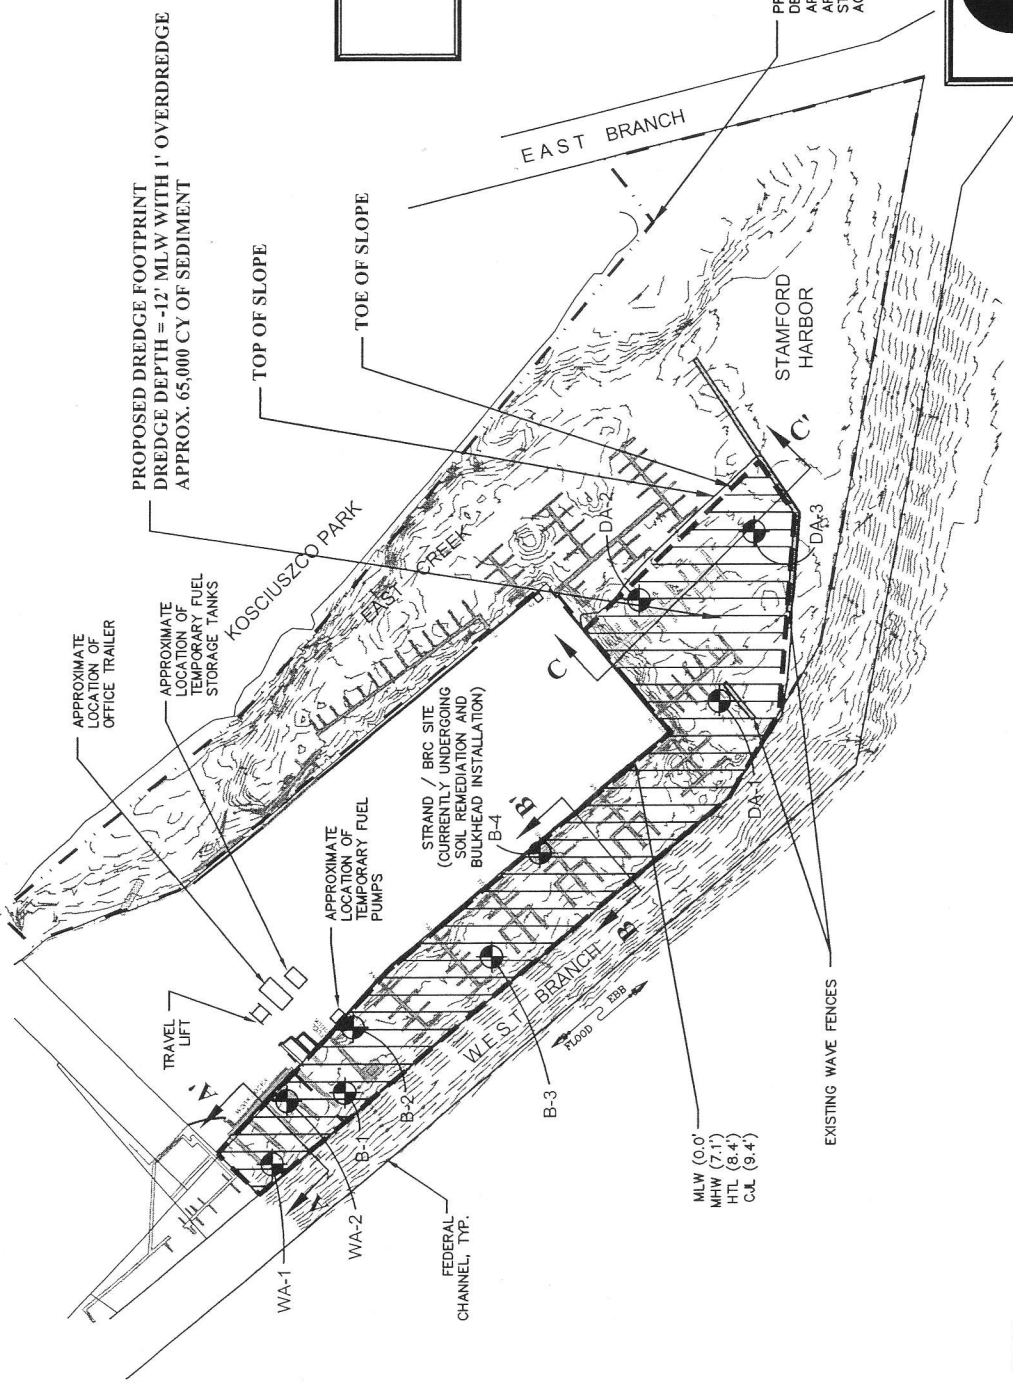 PROPOSED DREDGE FOOTPRINT
DREDGE DEPTH = -12' MLW WITH 1' OVERDREDGE
APPROX. 65,000 CY OF SEDIMENT
TOP OF SLOPE
TOE OF SLOPE
EAST BRANCH
APPROXIMATE
LOCATION OF
OFFICE TRAILER
APPROXIMATE
LOCATION OF
TEMPORARY FUEL
STORAGE TANKS
KOSCIUSZCO PARK
EAST CREEK
STAMFORD
HARBOR
TRAVEL
LIFT
APPROXIMATE
LOCATION OF
TEMPORARY FUEL
PUMPS
STRAND / BRC SITE
(CURRENTLY UNDERGOING
SOIL REMEDIATION AND
BULKHEAD INSTALLATION)
B-4
DA-2
DA-3
DA-1
C
C'
B'
B
A'
A
B-2
B-1
B-3
WA-1
WA-2
WEST BRANCH
FLOOD
EBB
FEDERAL
CHANNEL, TYP.
MLW (0.0'
MHW (7.1')
HTL (8.4')
CJL (9.4')
EXISTING WAVE FENCES